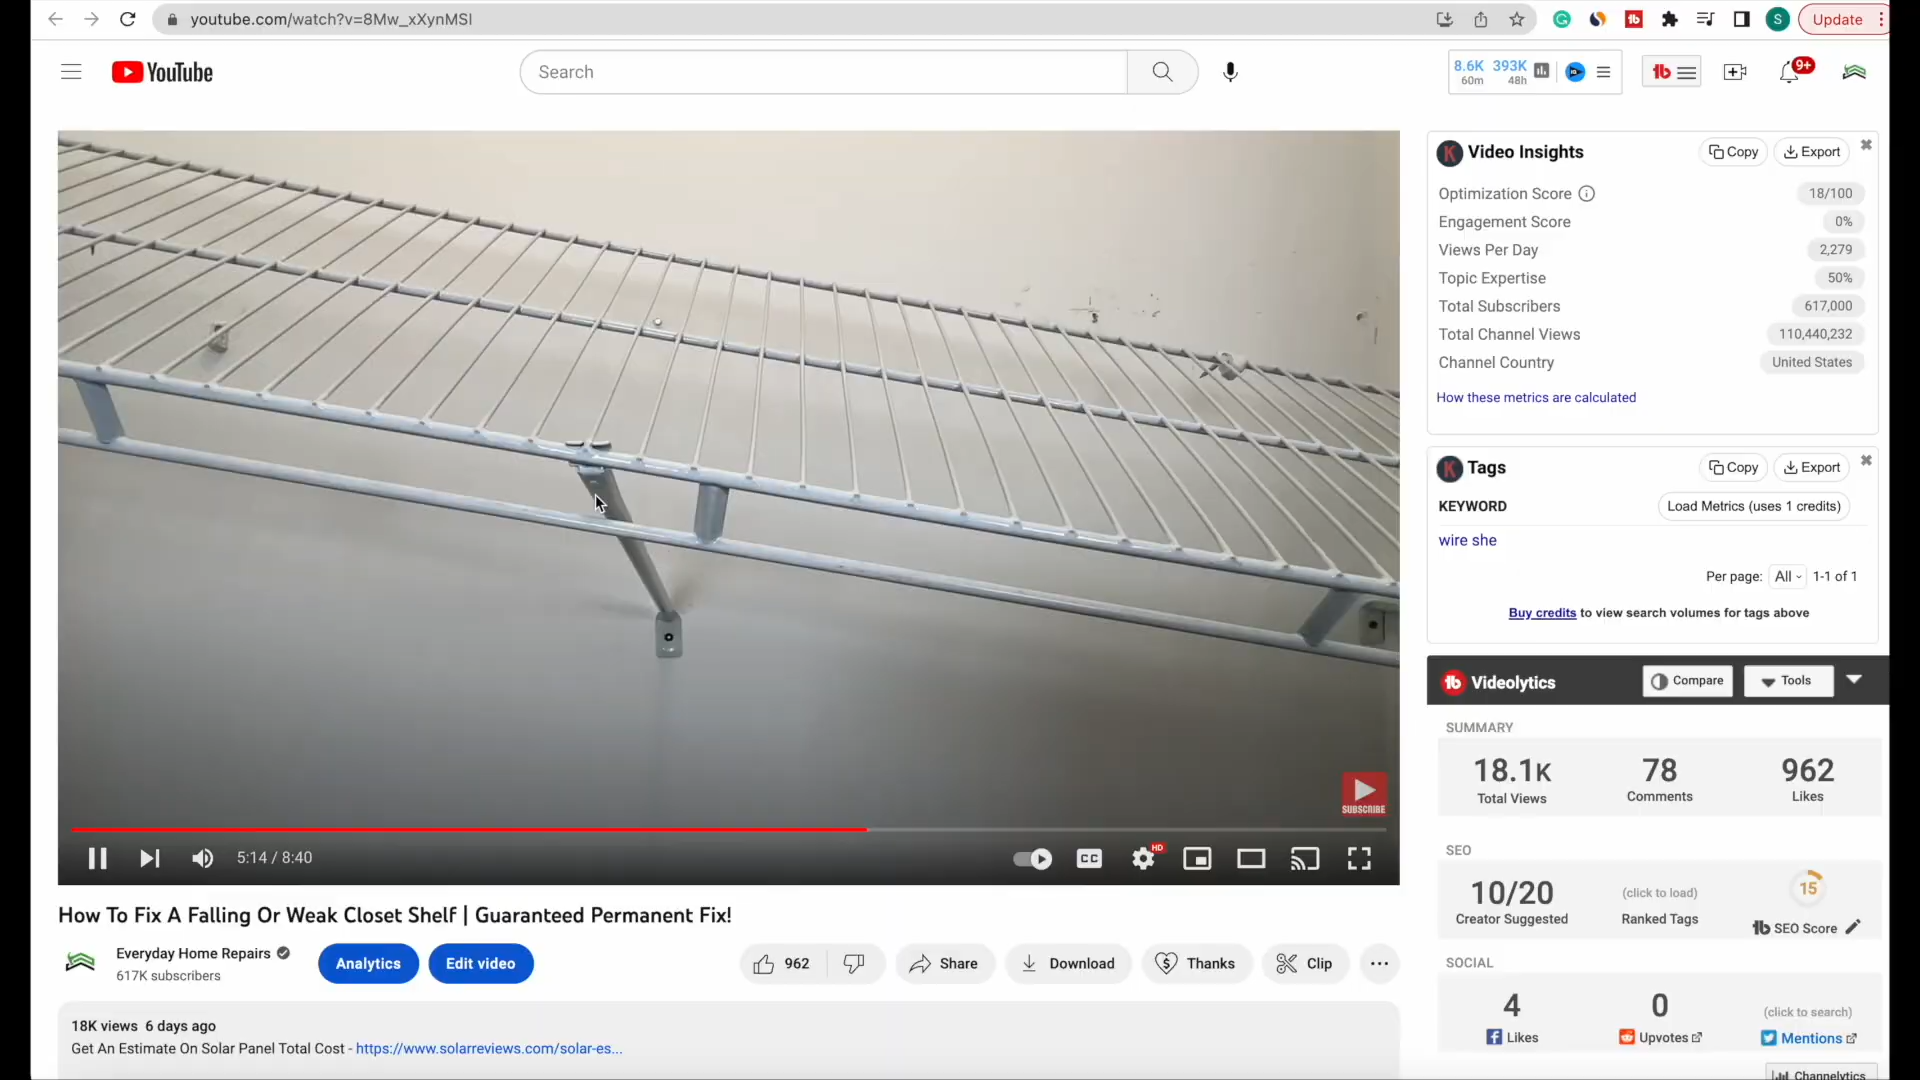 youtube.com/watch?v=8Mw_xXynMSI
S
Update
YouTube
Search
8.6K 393K
60m 48h
9+
Video Insights
Copy
Export
Optimization Score
18/100
Engagement Score
0%
Views Per Day
2,279
Topic Expertise
50%
Total Subscribers
617,000
Total Channel Views
110,440,232
Channel Country
United States
How these metrics are calculated
Tags
Copy
Export
KEYWORD
Load Metrics (uses 1 credits)
wire she
Per page: All 1-1 of 1
Buy credits to view search volumes for tags above
Videolytics
Compare
Tools
SUMMARY
18.1K
Total Views
78
Comments
962
Likes
SEO
10/20
Creator Suggested
(click to load)
Ranked Tags
15
SEO Score
SOCIAL
4
Likes
0
Upvotes
(click to search)
Mentions
Channelytics
SUBSCRIBE
5:14 / 8:40
CC
HD
How To Fix A Falling Or Weak Closet Shelf | Guaranteed Permanent Fix!
Everyday Home Repairs
617K subscribers
Analytics
Edit video
962
Share
Download
Thanks
Clip
18K views 6 days ago
Get An Estimate On Solar Panel Total Cost - https://www.solarreviews.com/solar-es...